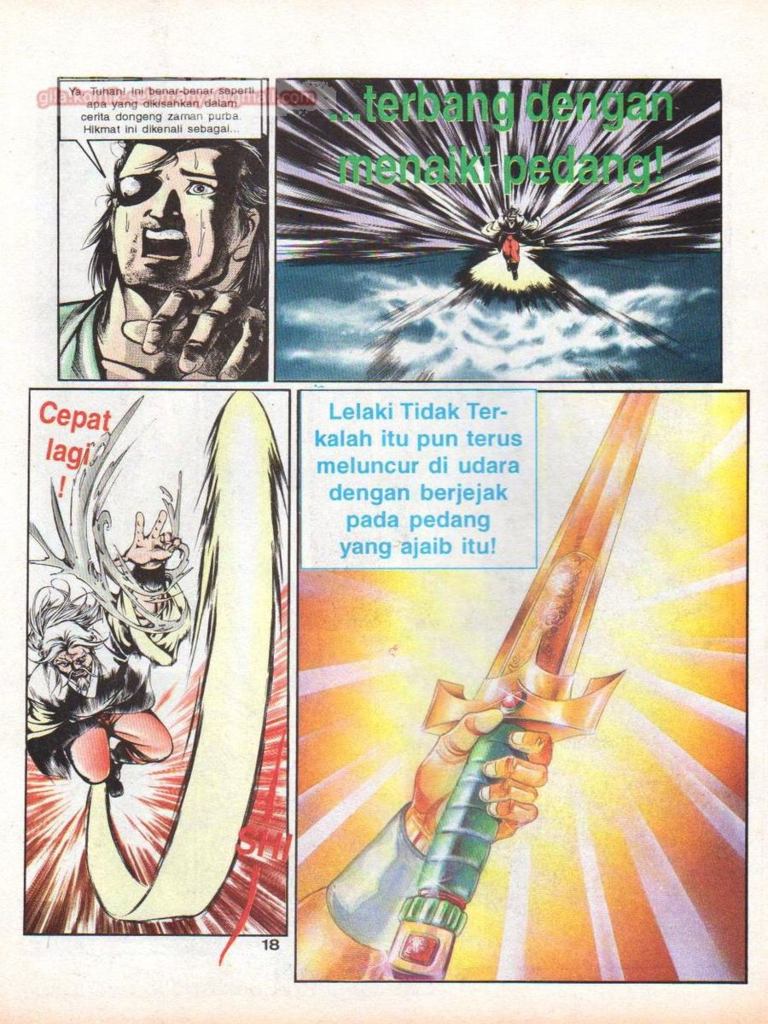 Ya, Tuhan! Ini benar-benar seperti
apa yang dikisahkan dalam
cerita dongeng zaman purba.
Hikmat ini dikenali sebagai...
...terbang dengan
menaiki pedang!
Cepat
lagi
!
SHI
Lelaki Tidak Ter-
kalah itu pun terus
meluncur di udara
dengan berjejak
pada pedang
yang ajaib itu!
18